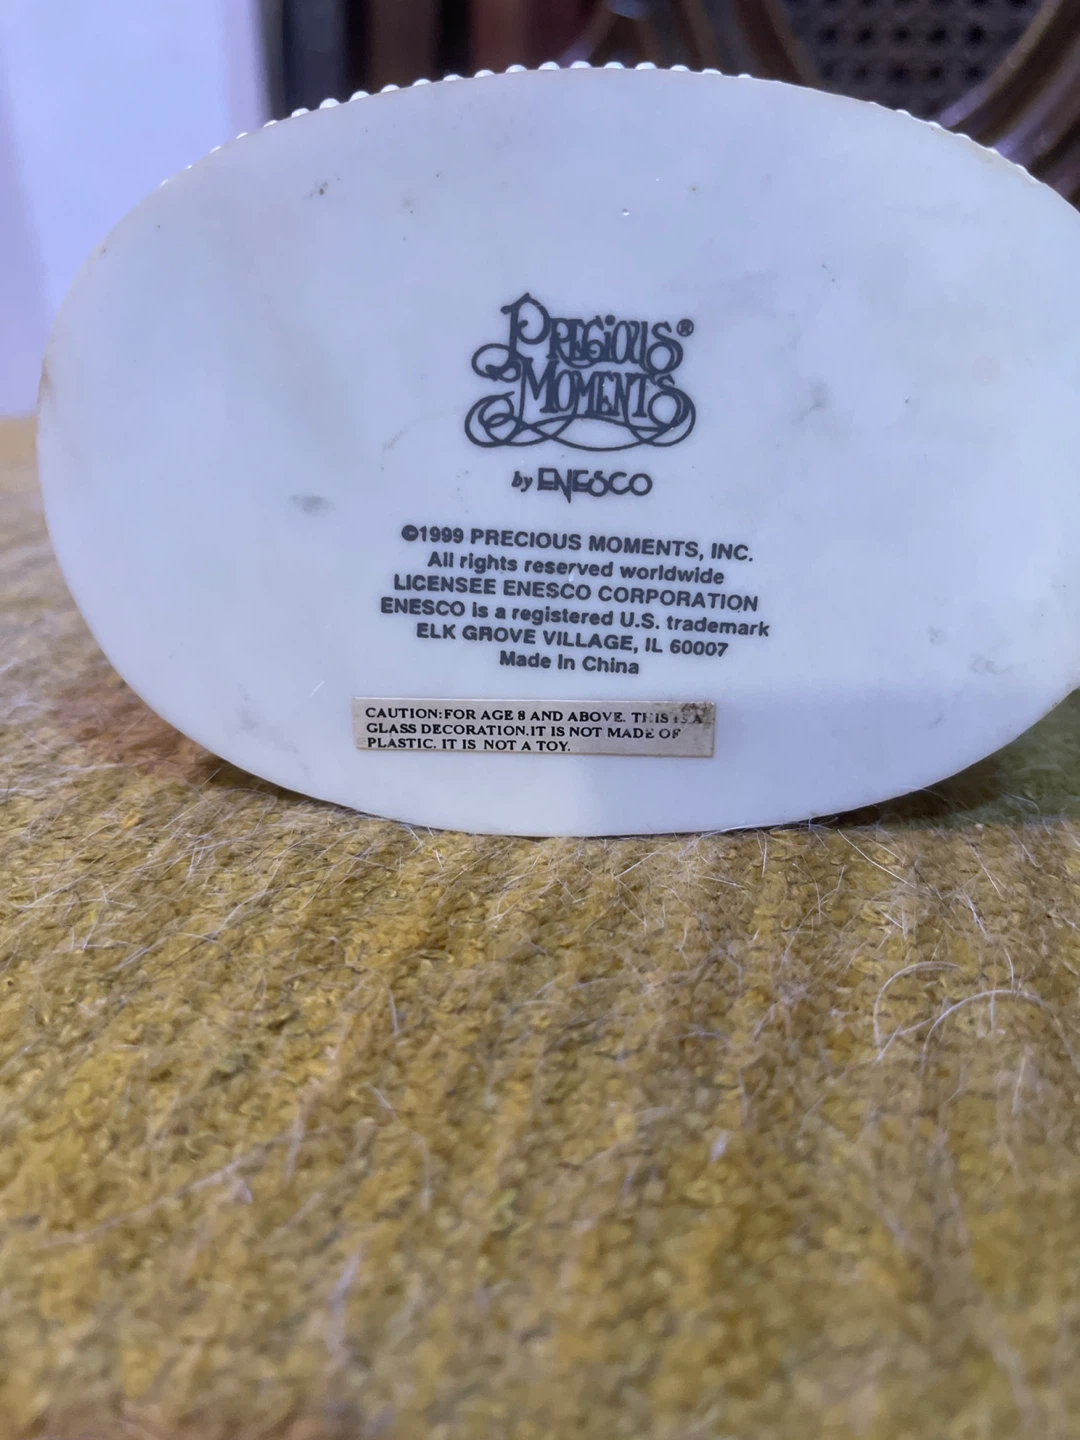 PRECIOUS®
MOMENTS
by ENESCO
©1999 PRECIOUS MOMENTS, INC.
All rights reserved worldwide
LICENSEE ENESCO CORPORATION
ENESCO is a registered U.S. trademark
ELK GROVE VILLAGE, IL 60007
Made In China
CAUTION: FOR AGE 8 AND ABOVE. THIS IS A
GLASS DECORATION. IT IS NOT MADE OF
PLASTIC. IT IS NOT A TOY.